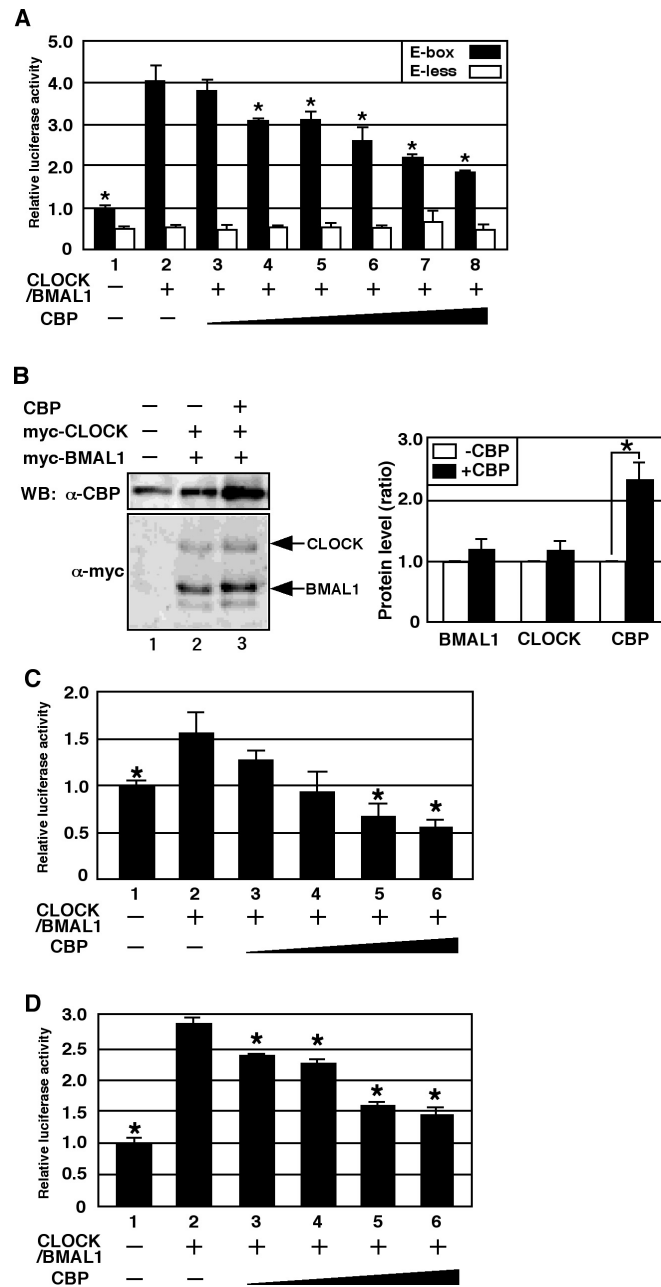 A
Relative luciferase activity
5.0
4.0
3.0
2.0
1.0
0
E-box
E-less
* * * * * * *
1 2 3 4 5 6 7 8
CLOCK
/BMAL1
— + + + + + + +
CBP — —
B
CBP — — +
myc-CLOCK — + +
myc-BMAL1 — + +
WB: α-CBP
α-myc
CLOCK
BMAL1
1 2 3
Protein level (ratio)
3.0
2.0
1.0
0
-CBP
+CBP
*
BMAL1 CLOCK CBP
C
Relative luciferase activity
2.0
1.5
1.0
0.5
0
* * *
1 2 3 4 5 6
CLOCK
/BMAL1
— + + + + +
CBP — —
D
Relative luciferase activity
3.0
2.5
2.0
1.5
1.0
0.5
0
* * * * *
1 2 3 4 5 6
CLOCK
/BMAL1
— + + + + +
CBP — —